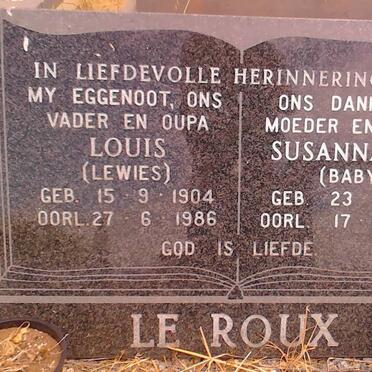 IN LIEFDEVOLLE HERINNERING
MY EGGENOOT, ONS
VADER EN OUPA
LOUIS
(LEWIES)
GEB. 15 - 9 - 1904
OORL. 27 - 6 - 1986
ONS
MOEDER EN
SUSANNA
(BABY
GEB. 23
OORL. 17 -
GOD IS LIEFDE
LE ROUX